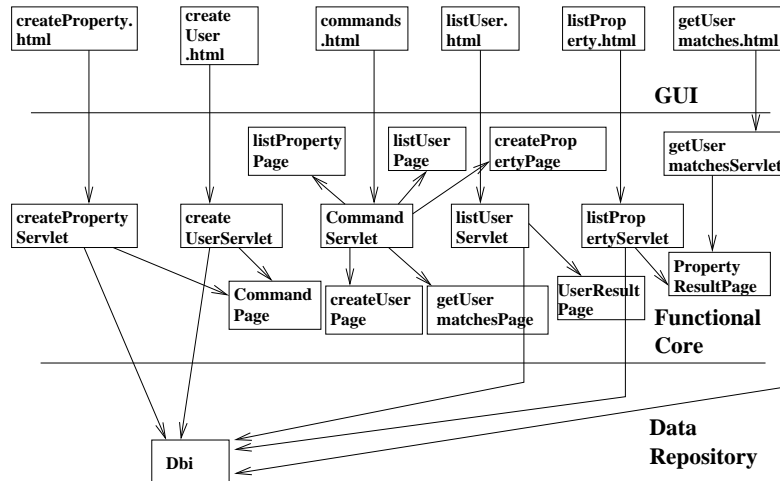 createProperty.
html
create
User
.html
commands
.html
listUser.
html
listProp
erty.html
getUser
matches.html
GUI
listProperty
Page
listUser
Page
createProp
ertyPage
getUser
matchesServlet
createProperty
Servlet
create
UserServlet
Command
Servlet
listUser
Servlet
listProp
ertyServlet
Command
Page
createUser
Page
getUser
matchesPage
UserResult
Page
Property
ResultPage
Functional
Core
Dbi
Data
Repository